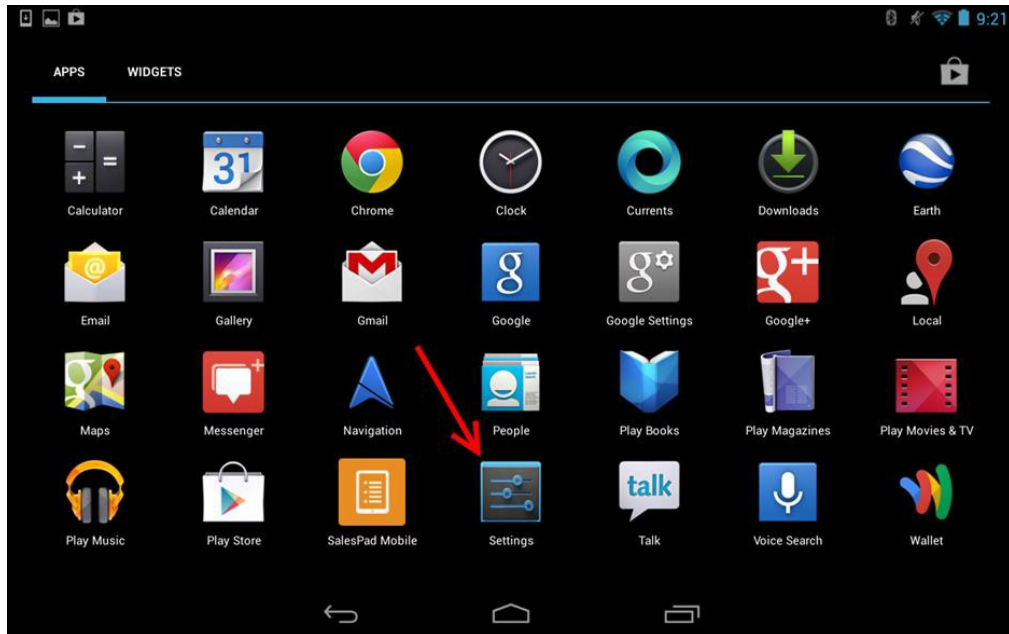 9:21
APPS WIDGETS
31
Calculator Calendar Chrome Clock Currents Downloads Earth
@ g g g+
Email Gallery Gmail Google Google Settings Google+ Local
g
Maps Messenger Navigation People Play Books Play Magazines Play Movies & TV
talk
Play Music Play Store SalesPad Mobile Settings Talk Voice Search Wallet